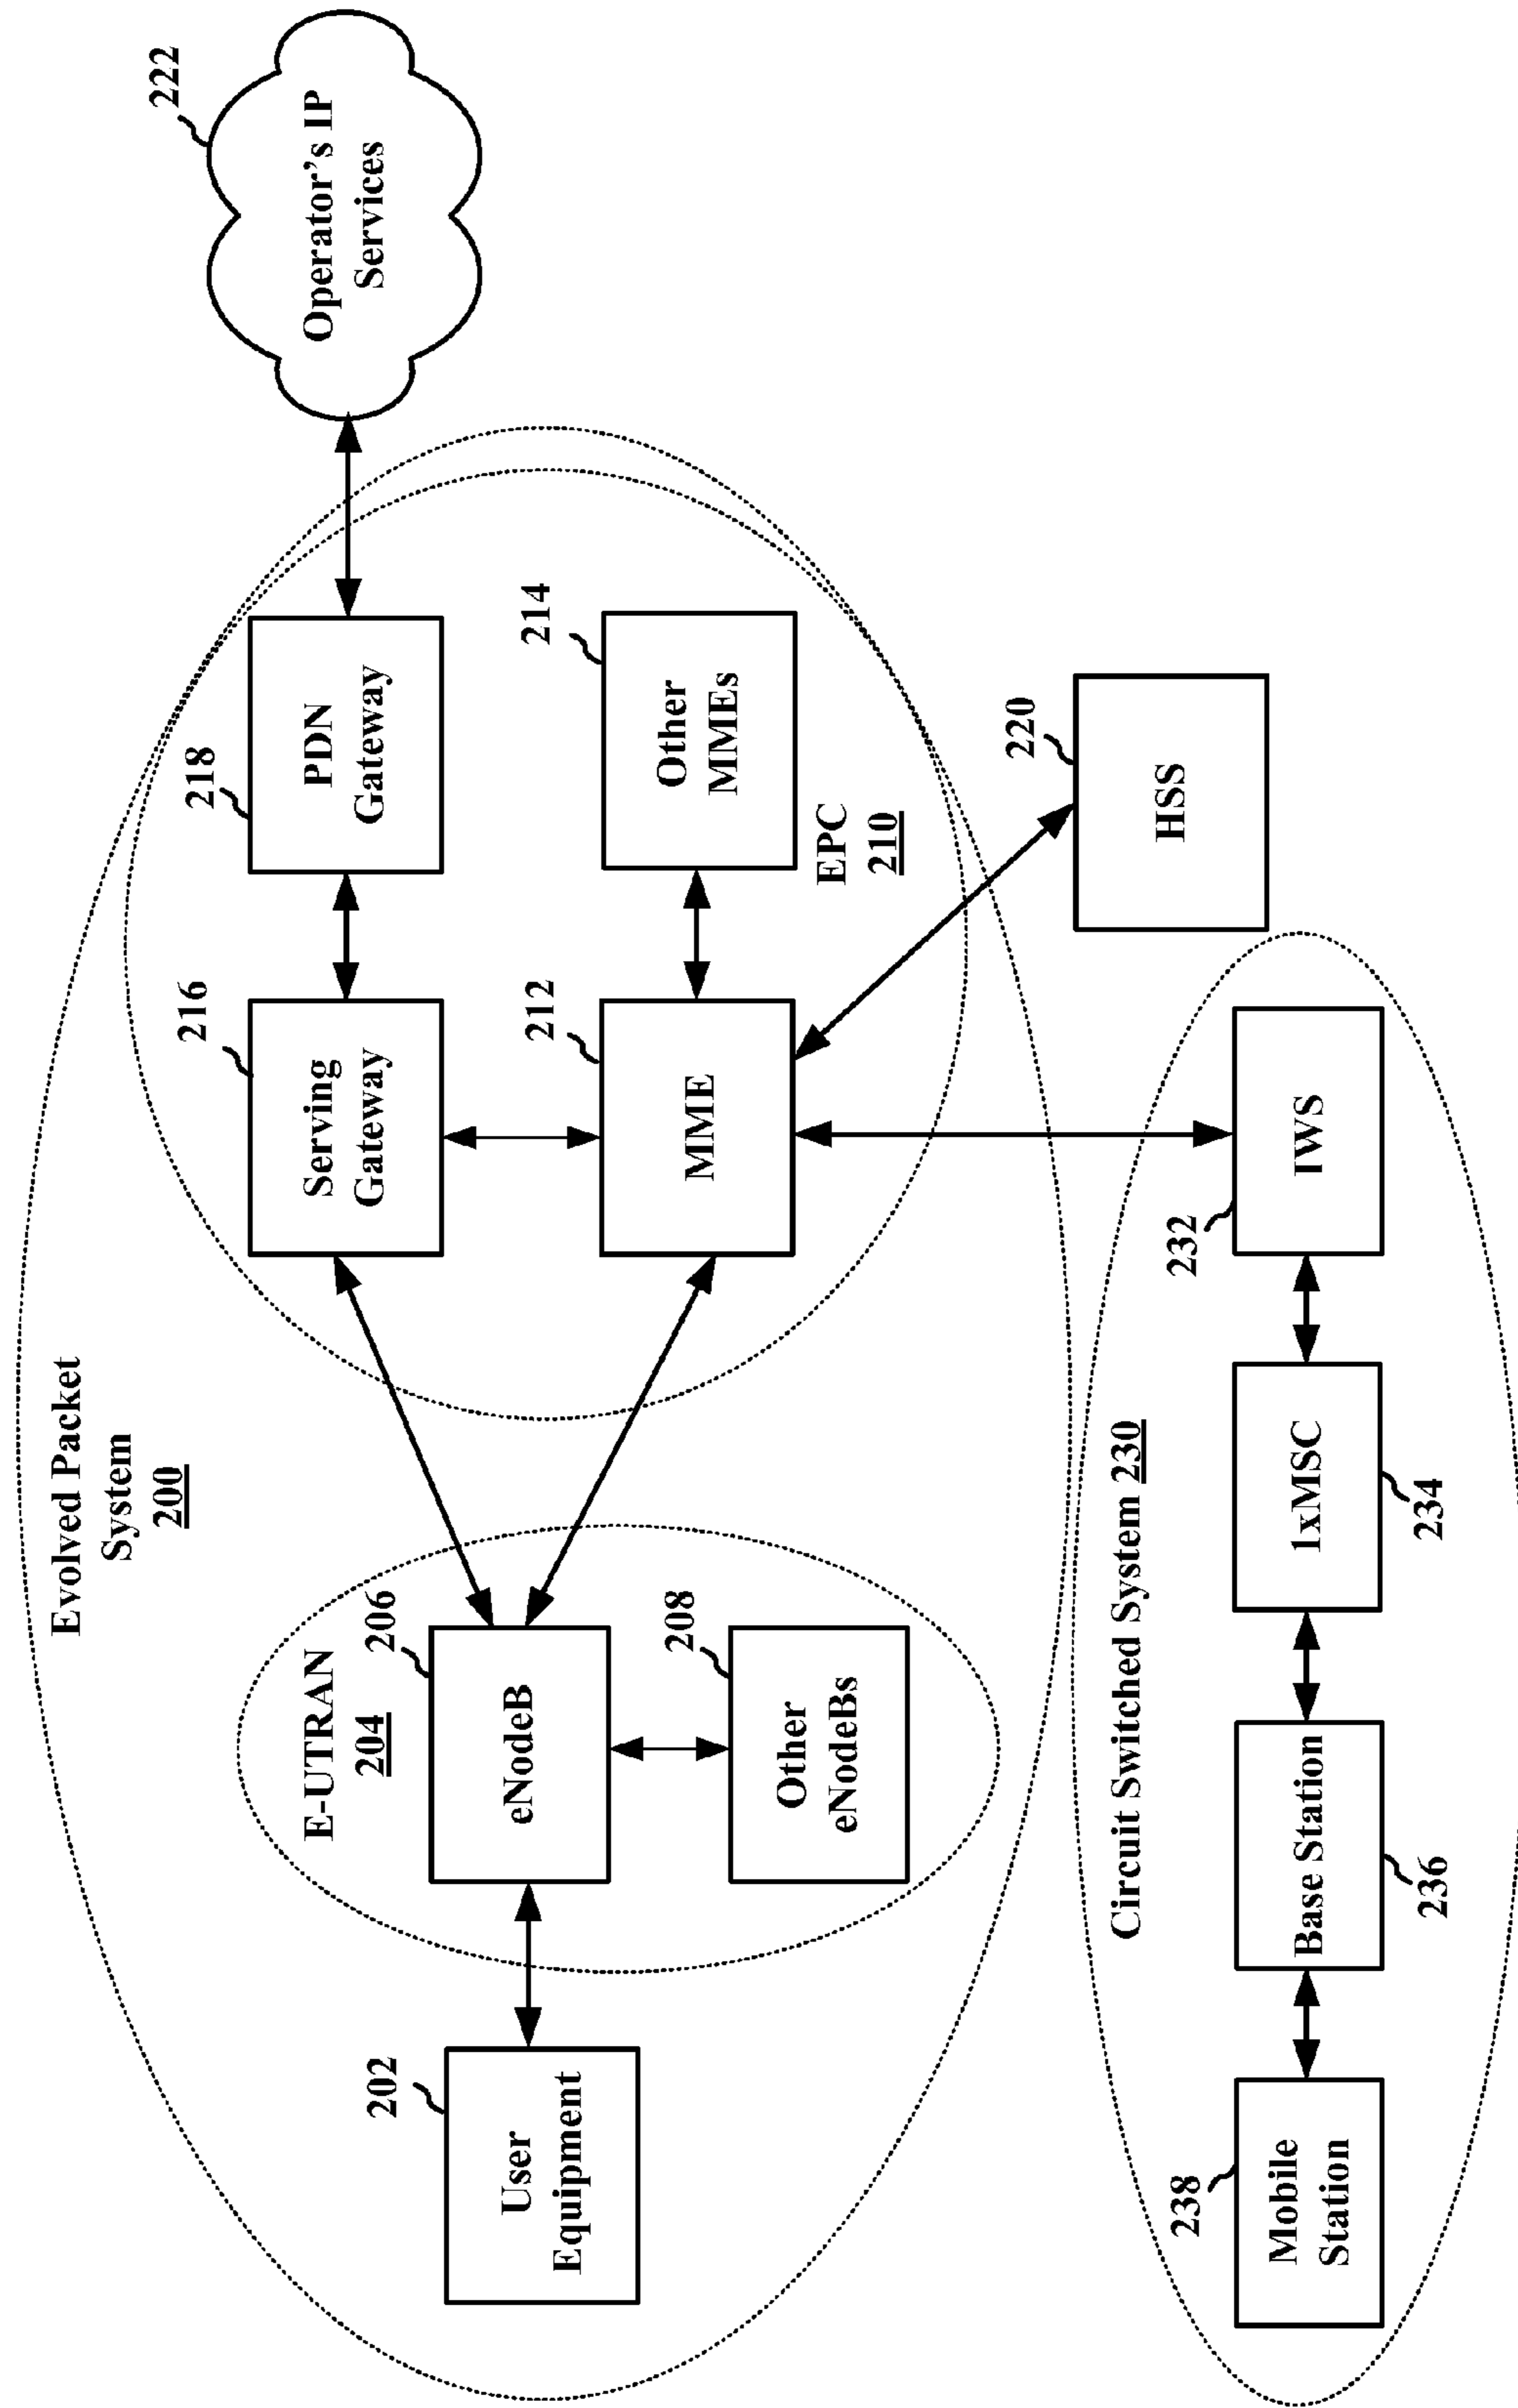 Evolved Packet
System
200
E-UTRAN
204
202
User
Equipment
206
eNodeB
208
Other
eNodeBs
216
Serving
Gateway
218
PDN
Gateway
222
Operator's IP
Services
212
MME
214
Other
MMEs
EPC
210
220
HSS
Circuit Switched System 230
238
Mobile
Station
Base Station
236
1xMSC
234
232
IWS